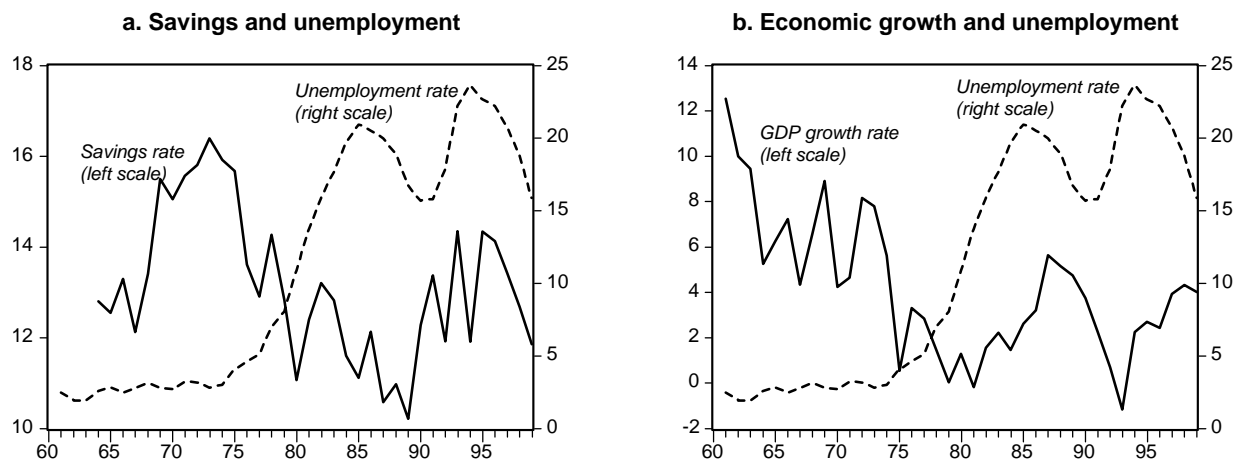 a. Savings and unemployment
18
16
14
12
10
25
20
15
10
5
0
60 65 70 75 80 85 90 95
Savings rate
(left scale)
Unemployment rate
(right scale)
b. Economic growth and unemployment
14
12
10
8
6
4
2
0
-2
25
20
15
10
5
0
60 65 70 75 80 85 90 95
GDP growth rate
(left scale)
Unemployment rate
(right scale)